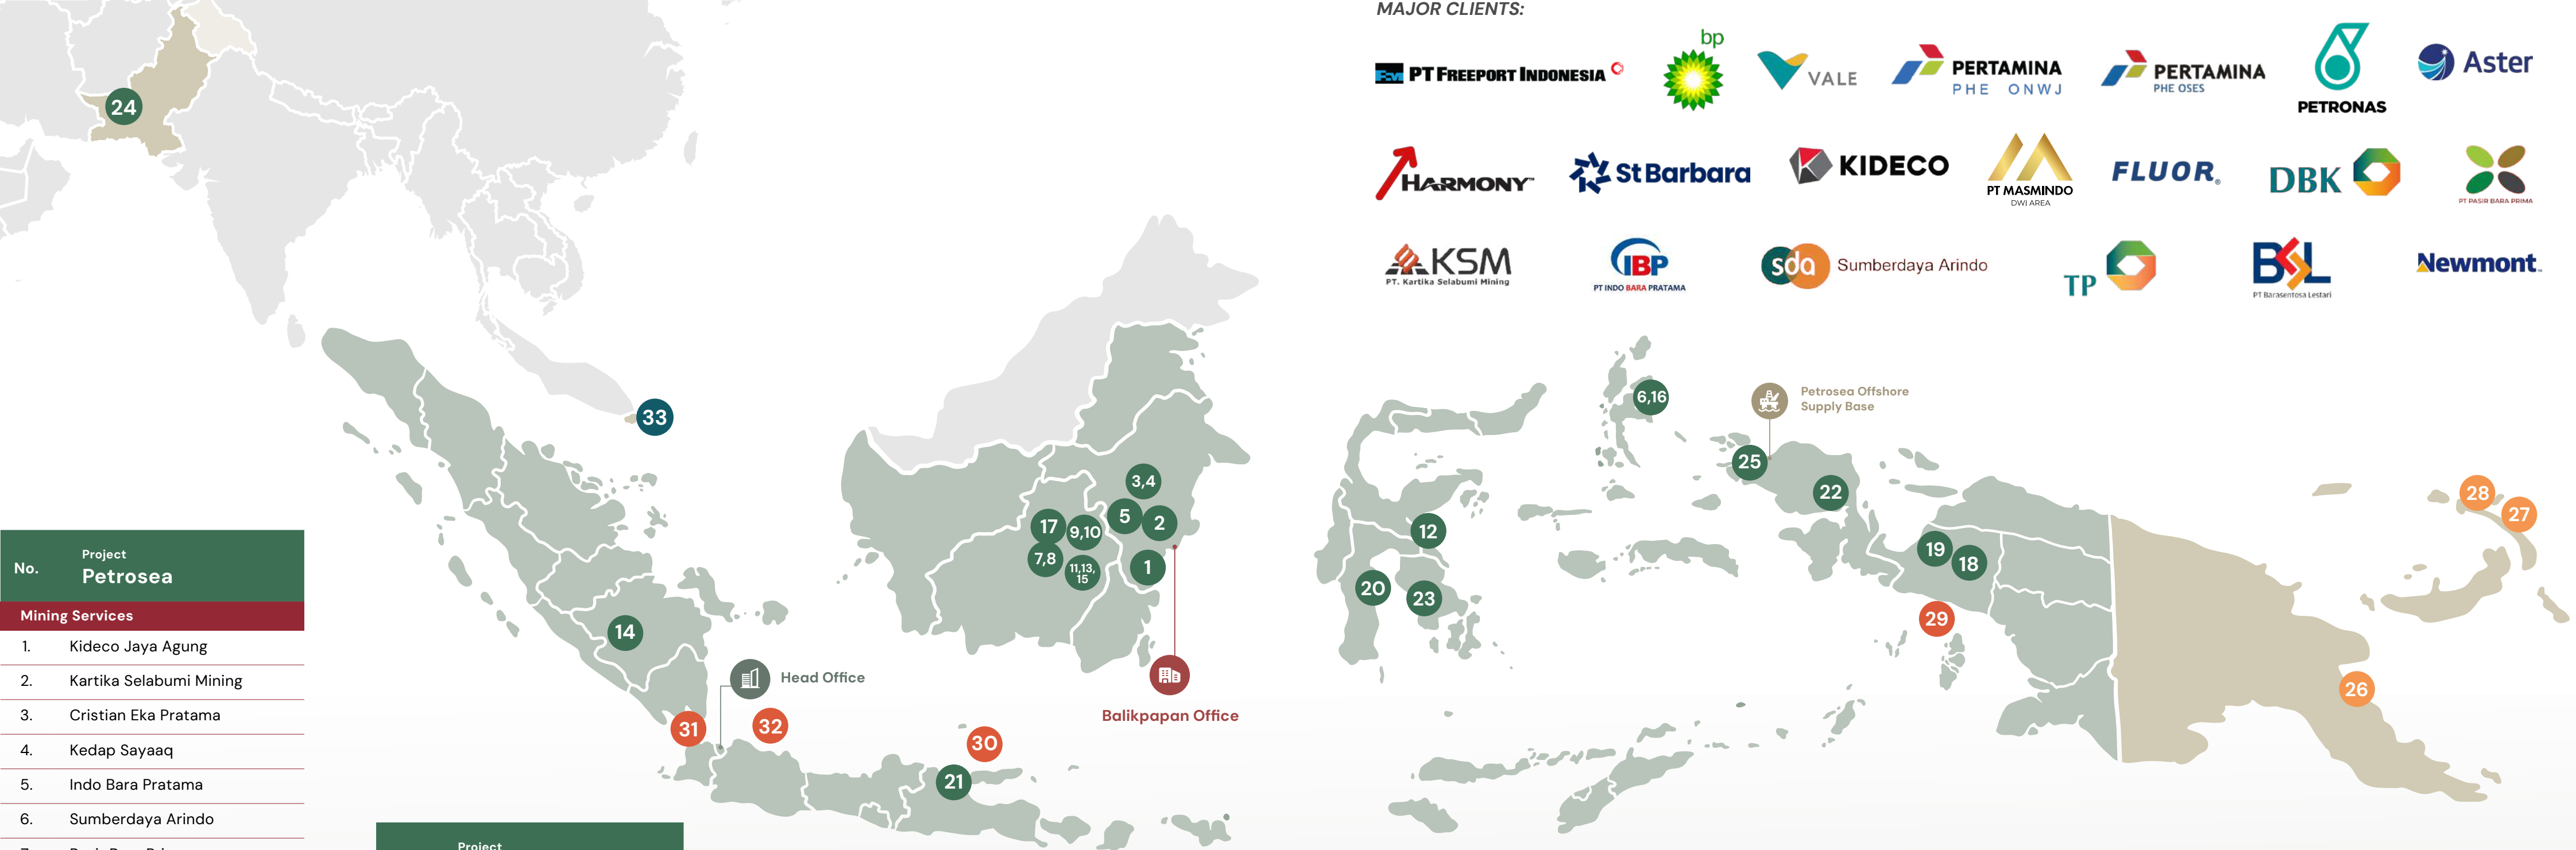 MAJOR CLIENTS:
FM PT FREEPORT INDONESIA
bp
VALE
PERTAMINA
PHE ONWJ
PERTAMINA
PHE OSES
PETRONAS
Aster
HARMONY™
St Barbara
KIDECO
PT MASMINDO
DWI AREA
FLUOR®
DBK
PT PASIR BARA PRIMA
KSM
PT. Kartika Selabumi Mining
IBP
PT INDO BARA PRATAMA
sda Sumberdaya Arindo
TP
BSL
PT Barasentosa Lestari
Newmont™
24
33
6,16
Petrosea Offshore
Supply Base
25
22
28
27
3,4
5
2
17
9,10
7,8
11,13,
15
1
12
20
23
19
18
29
26
14
Head Office
Balikpapan Office
31
32
30
21
No.
Project
Petrosea
Mining Services
1. Kideco Jaya Agung
2. Kartika Selabumi Mining
3. Cristian Eka Pratama
4. Kedap Sayaaq
5. Indo Bara Pratama
6. Sumberdaya Arindo
Project